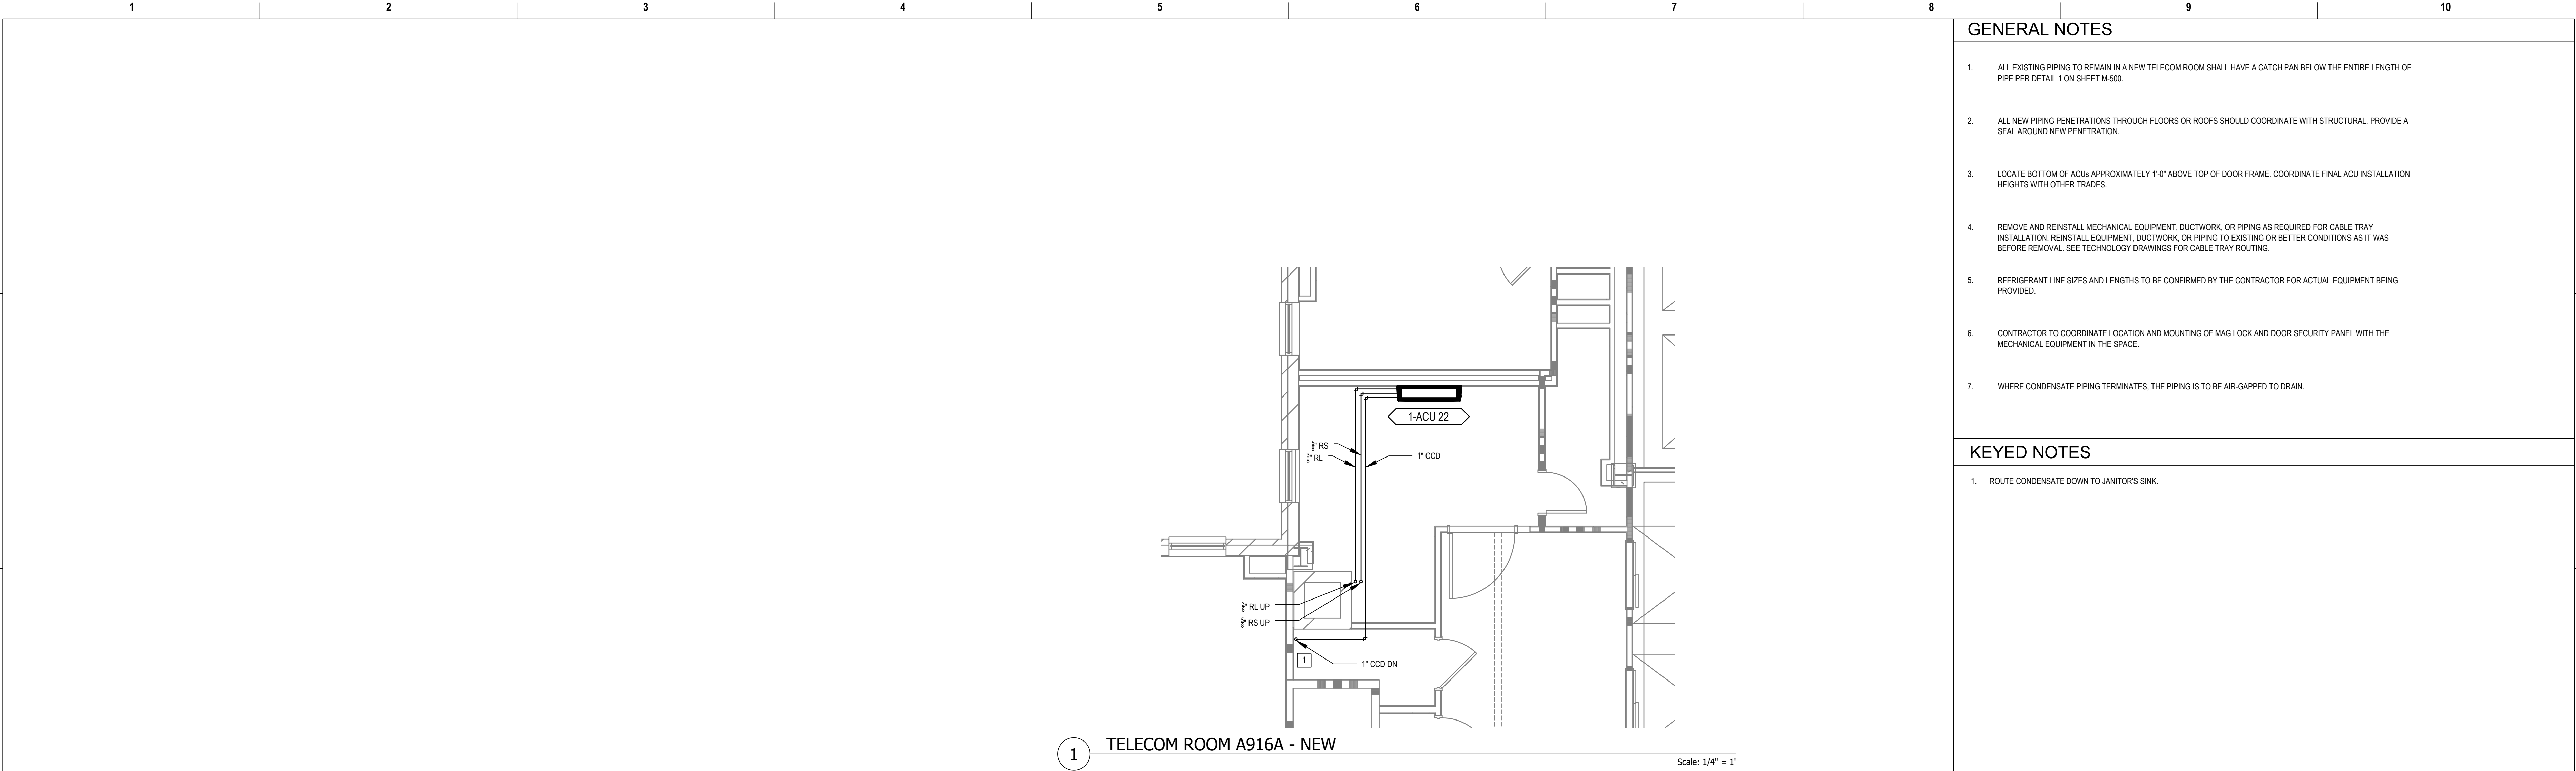 1 2 3 4 5 6 7 8 9 10
GENERAL NOTES
1. ALL EXISTING PIPING TO REMAIN IN A NEW TELECOM ROOM SHALL HAVE A CATCH PAN BELOW THE ENTIRE LENGTH OF
PIPE PER DETAIL 1 ON SHEET M-500.
2. ALL NEW PIPING PENETRATIONS THROUGH FLOORS OR ROOFS SHOULD COORDINATE WITH STRUCTURAL. PROVIDE A
SEAL AROUND NEW PENETRATION.
3. LOCATE BOTTOM OF ACUs APPROXIMATELY 1'-0" ABOVE TOP OF DOOR FRAME. COORDINATE FINAL ACU INSTALLATION
HEIGHTS WITH OTHER TRADES.
4. REMOVE AND REINSTALL MECHANICAL EQUIPMENT, DUCTWORK, OR PIPING AS REQUIRED FOR CABLE TRAY
INSTALLATION. REINSTALL EQUIPMENT, DUCTWORK, OR PIPING TO EXISTING OR BETTER CONDITIONS AS IT WAS
BEFORE REMOVAL. SEE TECHNOLOGY DRAWINGS FOR CABLE TRAY ROUTING.
5. REFRIGERANT LINE SIZES AND LENGTHS TO BE CONFIRMED BY THE CONTRACTOR FOR ACTUAL EQUIPMENT BEING
PROVIDED.
6. CONTRACTOR TO COORDINATE LOCATION AND MOUNTING OF MAG LOCK AND DOOR SECURITY PANEL WITH THE
MECHANICAL EQUIPMENT IN THE SPACE.
7. WHERE CONDENSATE PIPING TERMINATES, THE PIPING IS TO BE AIR-GAPPED TO DRAIN.
KEYED NOTES
1. ROUTE CONDENSATE DOWN TO JANITOR'S SINK.
1-ACU 22
RS
RL
1" CCD
RL UP
RS UP
1
1" CCD DN
1
TELECOM ROOM A916A - NEW
Scale: 1/4" = 1'